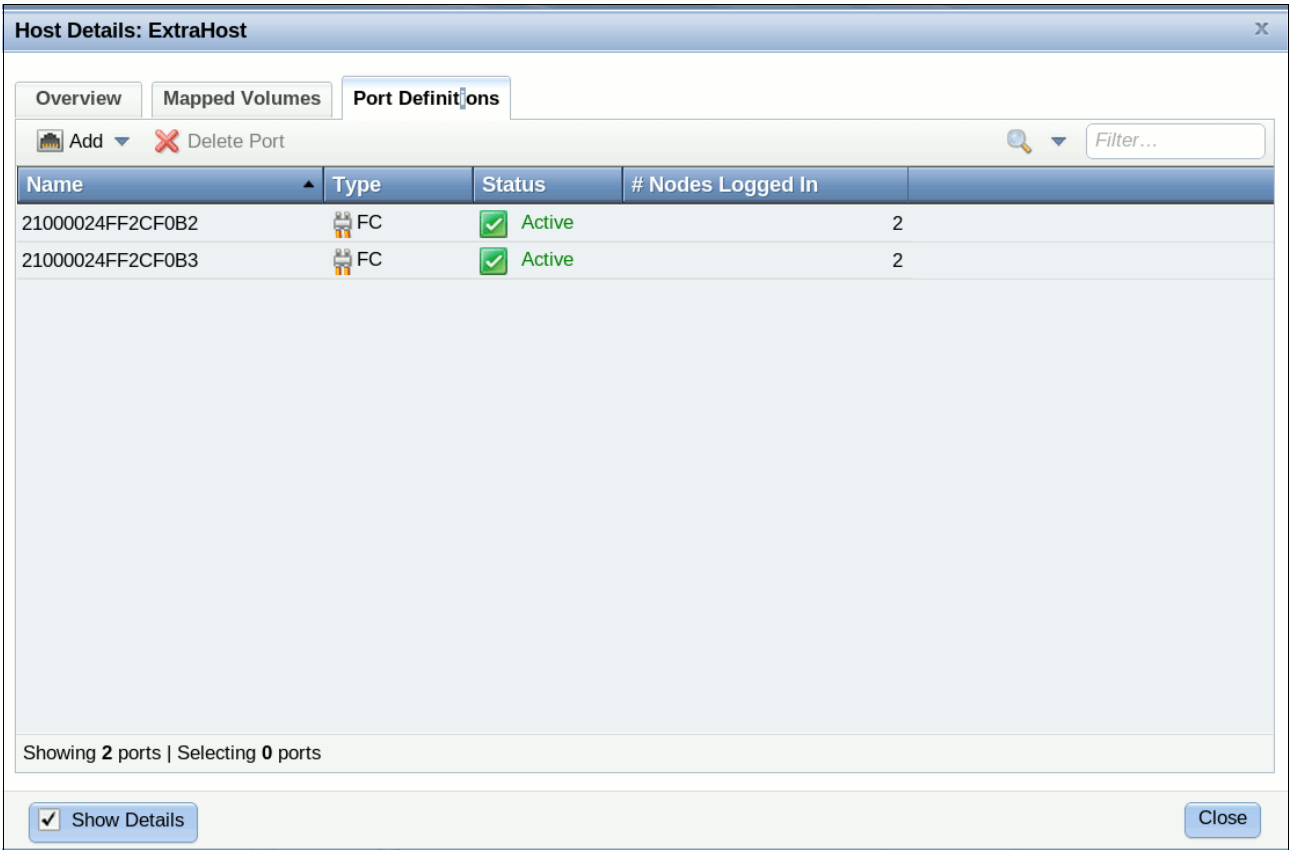 Host Details: ExtraHost x
Overview Mapped Volumes Port Definitions
Add Delete Port Filter...
Name Type Status # Nodes Logged In
21000024FF2CF0B2 FC Active 2
21000024FF2CF0B3 FC Active 2
Showing 2 ports | Selecting 0 ports
Show Details Close